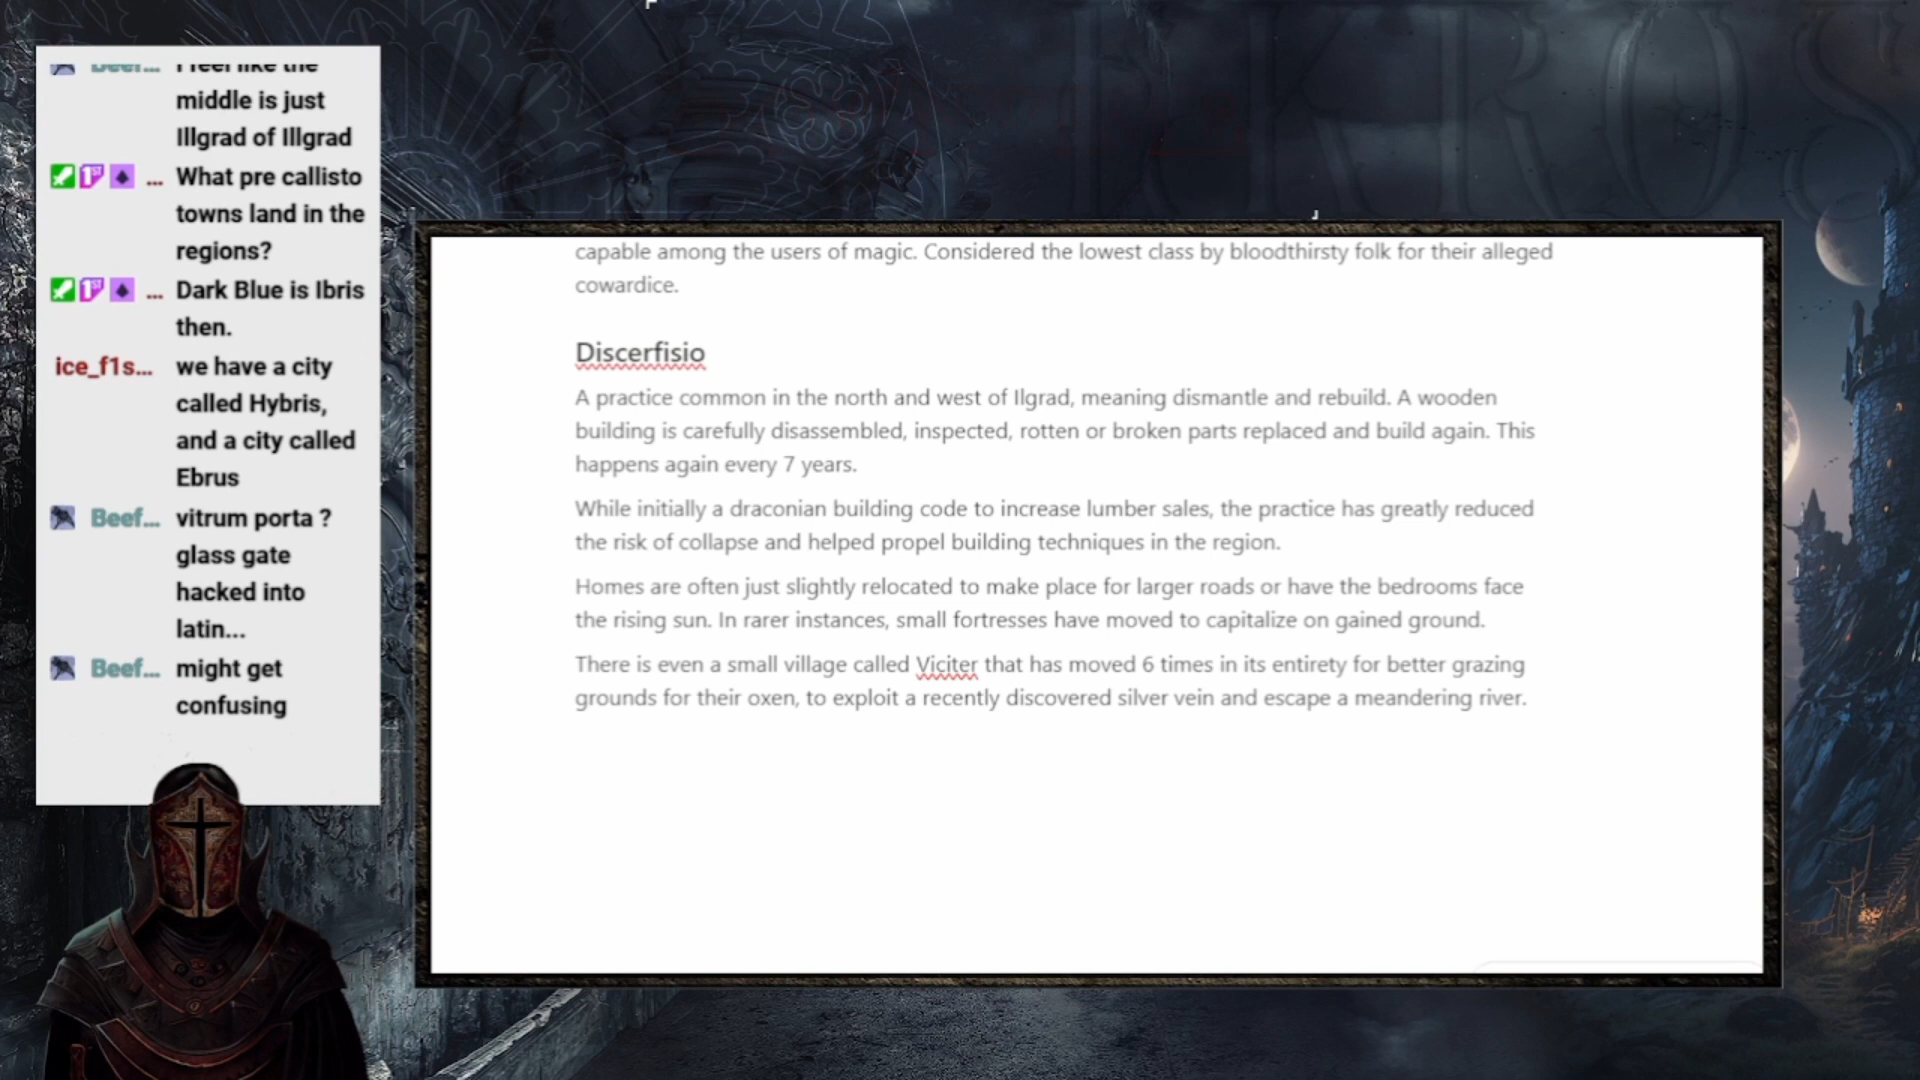 Beef... I feel like the
middle is just
Illgrad of Illgrad
... What pre callisto
towns land in the
regions?
... Dark Blue is Ibris
then.
ice_f1s... we have a city
called Hybris,
and a city called
Ebrus
Beef... vitrum porta ?
glass gate
hacked into
latin...
Beef... might get
confusing
capable among the users of magic. Considered the lowest class by bloodthirsty folk for their alleged
cowardice.
Discerfisio
A practice common in the north and west of Ilgrad, meaning dismantle and rebuild. A wooden
building is carefully disassembled, inspected, rotten or broken parts replaced and build again. This
happens again every 7 years.
While initially a draconian building code to increase lumber sales, the practice has greatly reduced
the risk of collapse and helped propel building techniques in the region.
Homes are often just slightly relocated to make place for larger roads or have the bedrooms face
the rising sun. In rarer instances, small fortresses have moved to capitalize on gained ground.
There is even a small village called Viciter that has moved 6 times in its entirety for better grazing
grounds for their oxen, to exploit a recently discovered silver vein and escape a meandering river.